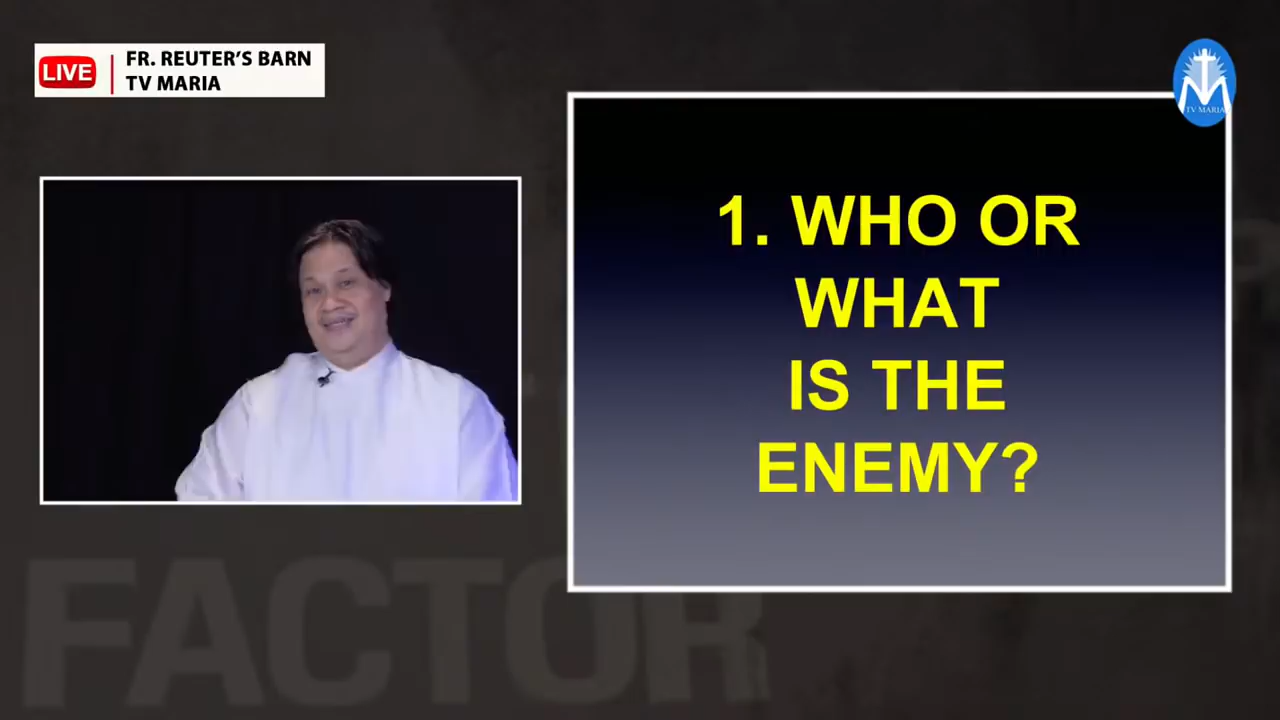 LIVE
FR. REUTER'S BARN
TV MARIA
TV MARIA
1. WHO OR
WHAT
IS THE
ENEMY?
FACTOR